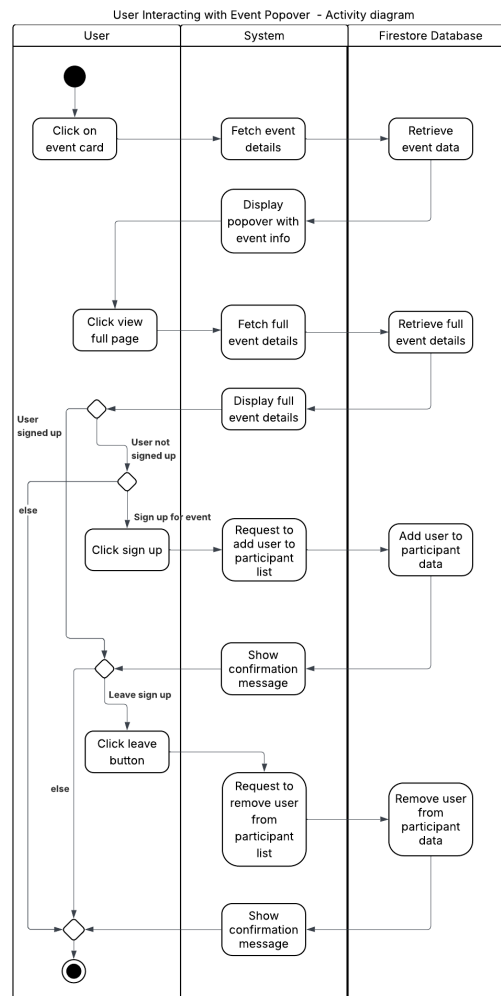 User Interacting with Event Popover - Activity diagram
User
System
Firestore Database
Click on
event card
Fetch event
details
Retrieve
event data
Display
popover with
event info
Click view
full page
Fetch full
event details
Retrieve full
event details
Display full
event details
User
signed up
User not
signed up
else
Sign up for event
Click sign up
Request to
add user to
participant
list
Add user to
participant
data
Show
confirmation
message
Leave sign up
Click leave
button
else
Request to
remove user
from
participant
list
Remove user
from
participant
data
Show
confirmation
message